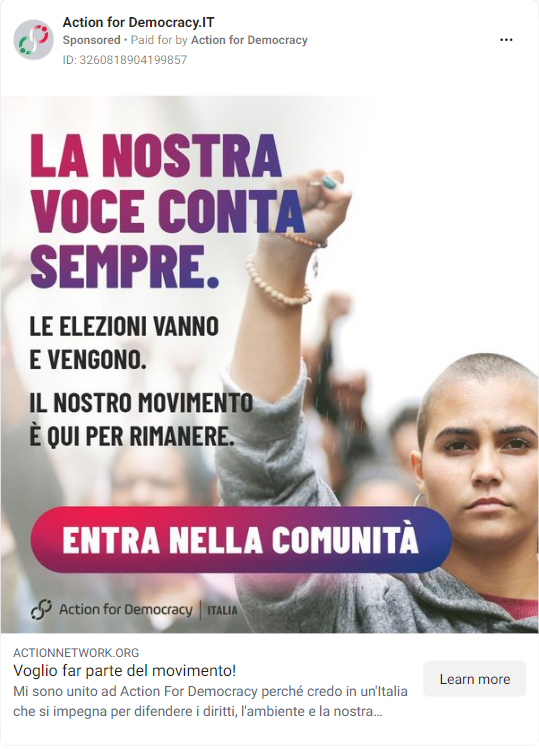 Action for Democracy.IT
Sponsored • Paid for by Action for Democracy
ID: 3260818904199857
LA NOSTRA
VOCE CONTA
SEMPRE.
LE ELEZIONI VANNO
E VENGONO.
IL NOSTRO MOVIMENTO
È QUI PER RIMANERE.
ENTRA NELLA COMUNITÀ
Action for Democracy | ITALIA
ACTIONNETWORK.ORG
Voglio far parte del movimento!
Mi sono unito ad Action For Democracy perché credo in un'Italia
che si impegna per difendere i diritti, l'ambiente e la nostra...
Learn more